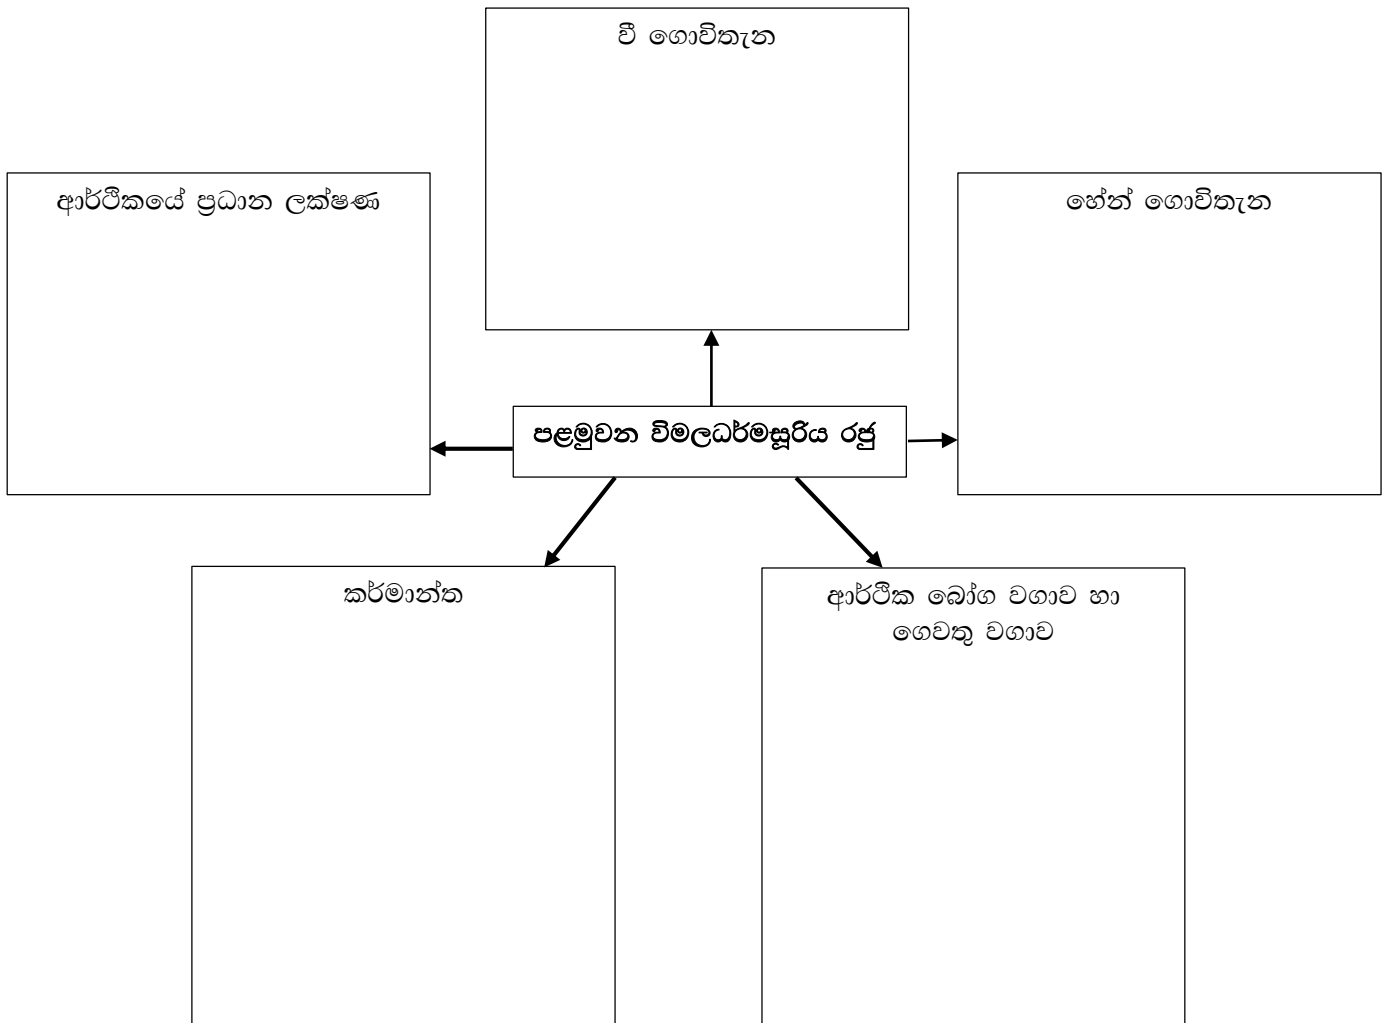 වී ගොවිතැන
ආර්ථිකයේ ප්‍රධාන ලක්ෂණ
හේන් ගොවිතැන
පළමුවන විමලධර්මසූරිය රජු
කර්මාන්ත
ආර්ථික බෝග වගාව හා
ගෙවතු වගාව